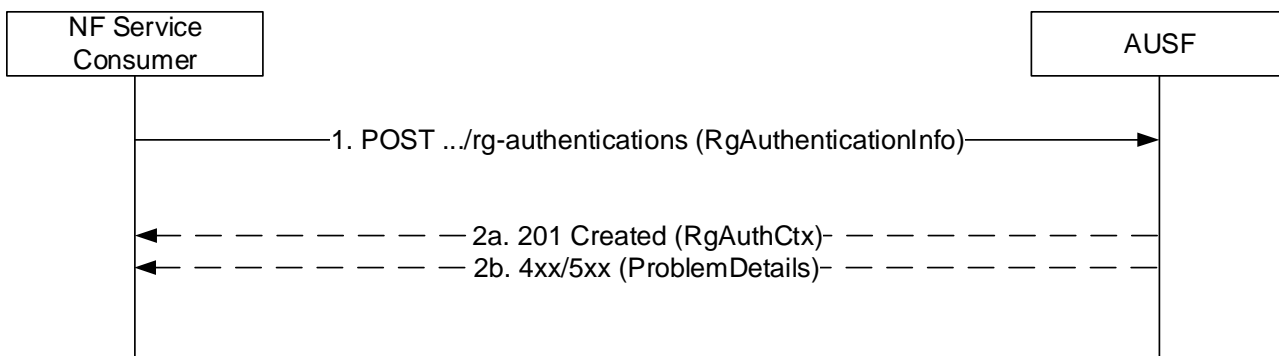 NF Service
Consumer
AUSF
1. POST .../rg-authentications (RgAuthenticationInfo)
2a. 201 Created (RgAuthCtx)
2b. 4xx/5xx (ProblemDetails)